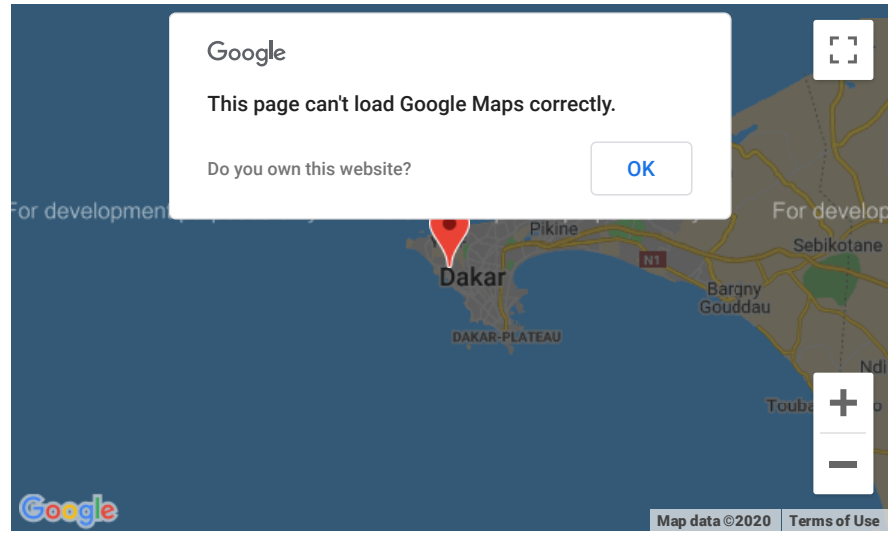 Google
This page can't load Google Maps correctly.
Do you own this website?
OK
For development
For develop
Pikine
Sebikotane
N1
Dakar
Bargny
Gouddau
DAKAR-PLATEAU
Ndi
Touba
Google
Map data ©2020
Terms of Use